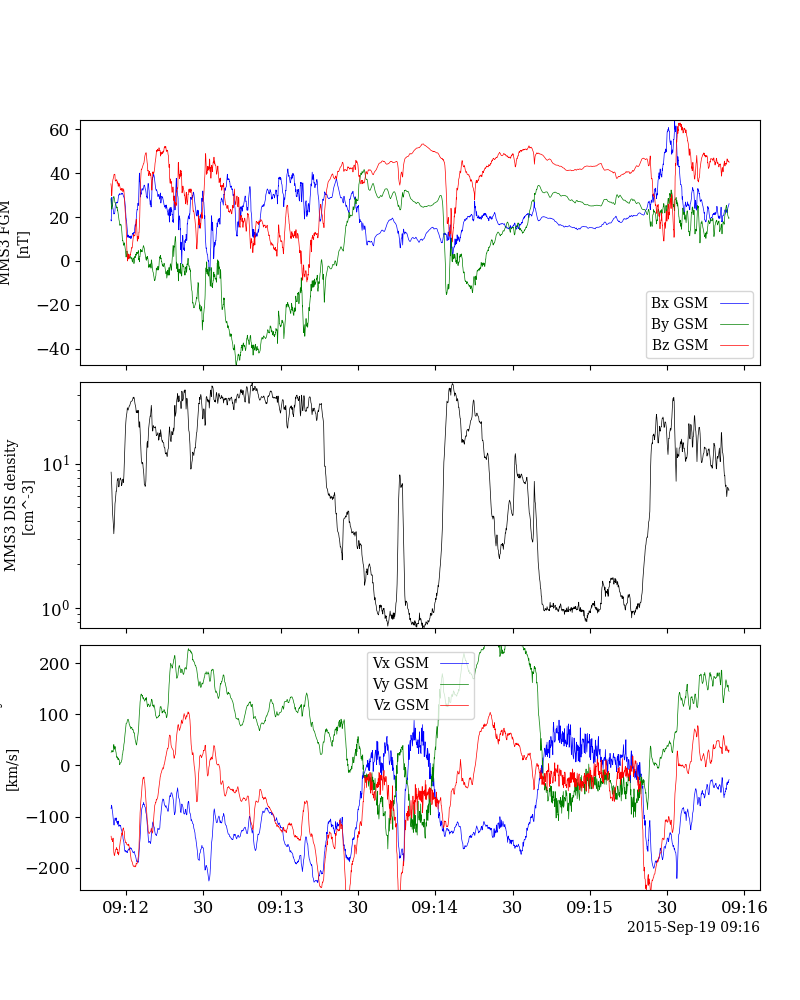 60
40
20
0
−20
−40
MMS3 FGM
[nT]
Bx GSM
By GSM
Bz GSM
10^1
10^0
MMS3 DIS density
[cm^-3]
200
100
0
−100
−200
[km/s]
Vx GSM
Vy GSM
Vz GSM
09:12 30 09:13 30 09:14 30 09:15 30 09:16
2015-Sep-19 09:16